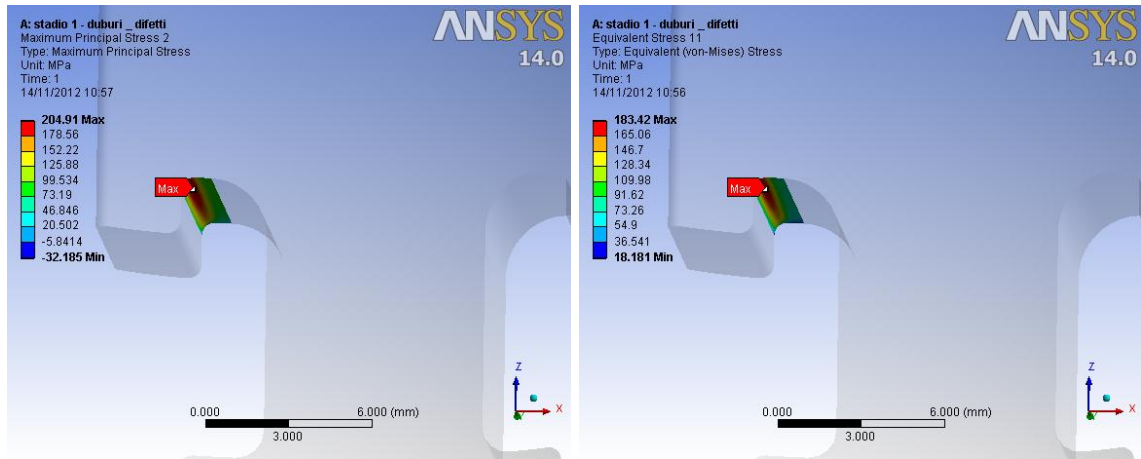 A: stadio 1 - duburi _difetti
Maximum Principal Stress 2
Type: Maximum Principal Stress
Unit: MPa
Time: 1
14/11/2012 10:57
ANSYS
14.0
204.91 Max
178.56
152.22
125.88
99.534
73.19
46.846
20.502
-5.8414
-32.185 Min
Max
0.000
6.000 (mm)
3.000
Z
X
A: stadio 1 - duburi _difetti
Equivalent Stress 11
Type: Equivalent (von-Mises) Stress
Unit: MPa
Time: 1
14/11/2012 10:56
ANSYS
14.0
183.42 Max
165.06
146.7
128.34
109.98
91.62
73.26
54.9
36.541
18.181 Min
Max
0.000
6.000 (mm)
3.000
Z
X